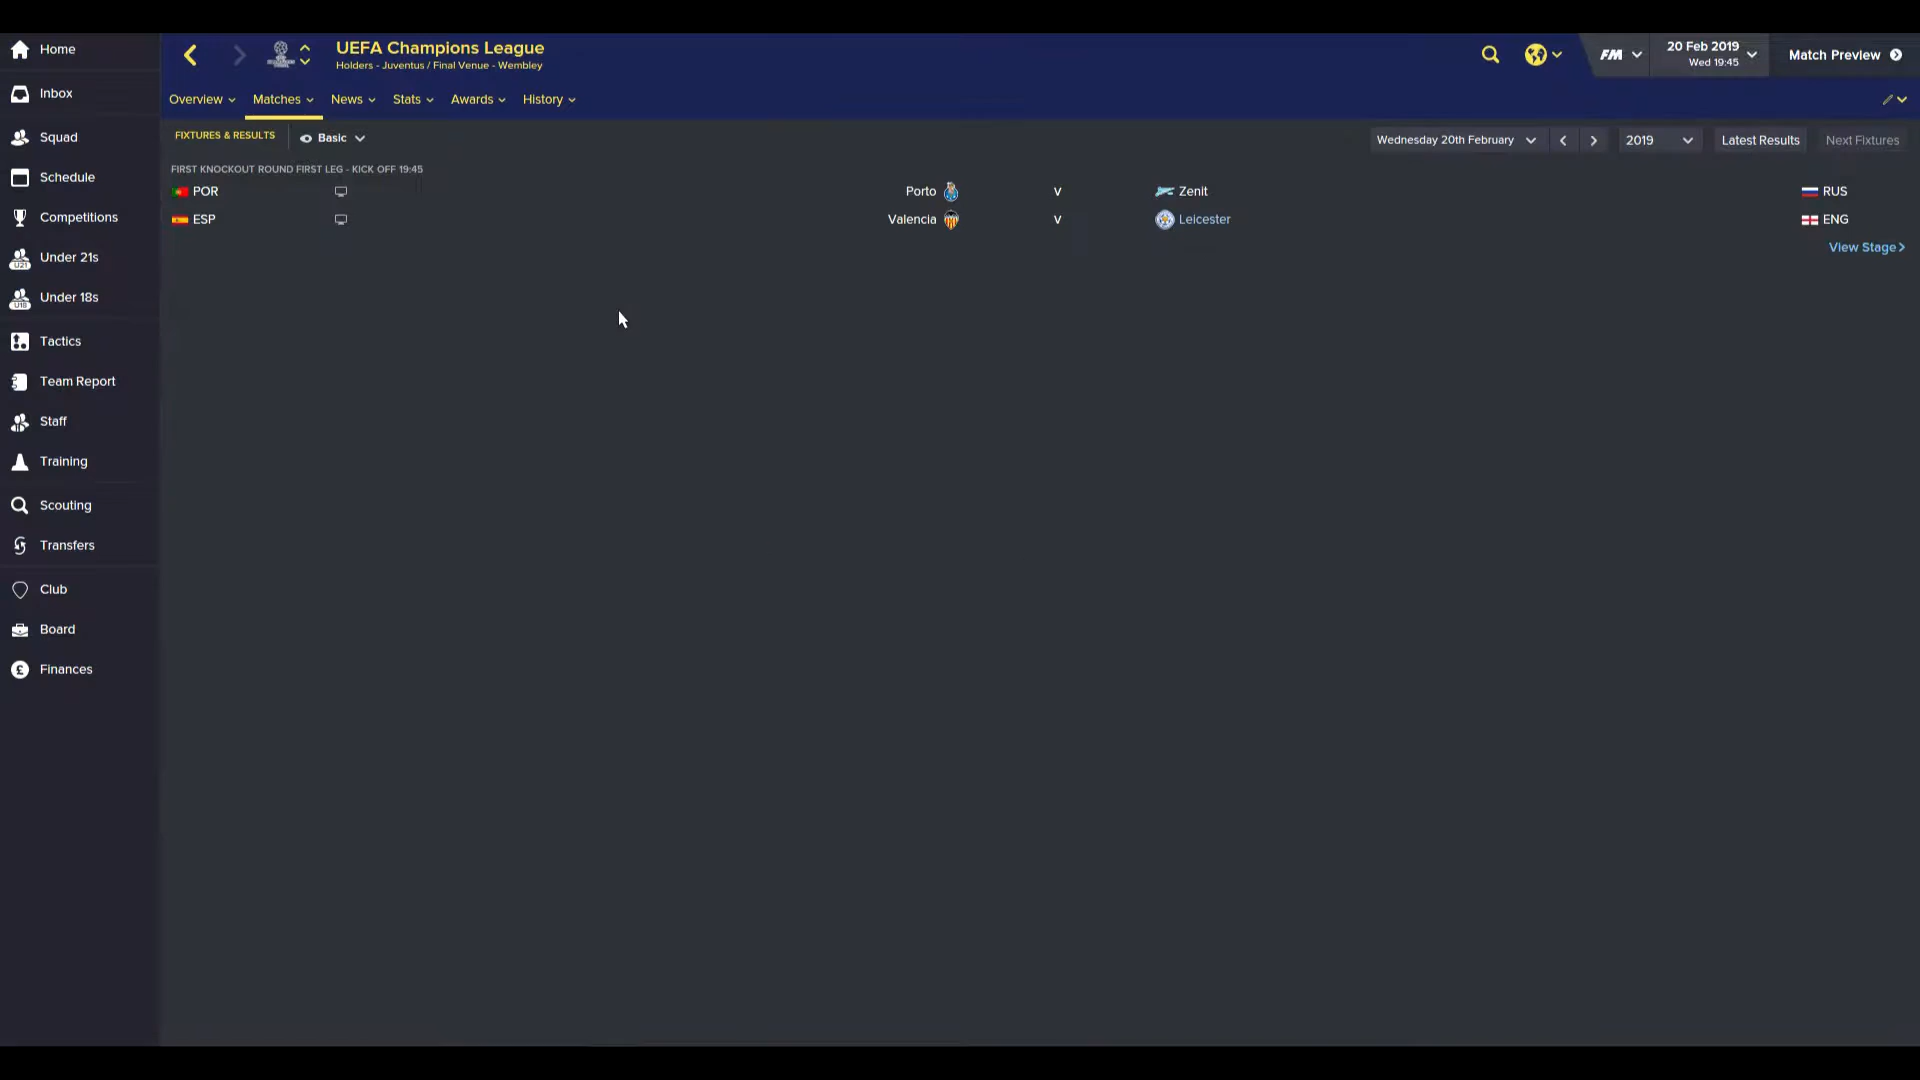 Home
Inbox
Squad
Schedule
Competitions
Under 21s
Under 18s
Tactics
Team Report
Staff
Training
Scouting
Transfers
Club
Board
Finances
UEFA Champions League
Holders - Juventus / Final Venue - Wembley
FM
20 Feb 2019
Wed 19:45
Match Preview
Overview Matches News Stats Awards History
FIXTURES & RESULTS Basic Wednesday 20th February 2019 Latest Results Next Fixtures
FIRST KNOCKOUT ROUND FIRST LEG - KICK OFF 19:45
POR Porto v Zenit RUS
ESP Valencia v Leicester ENG
View Stage